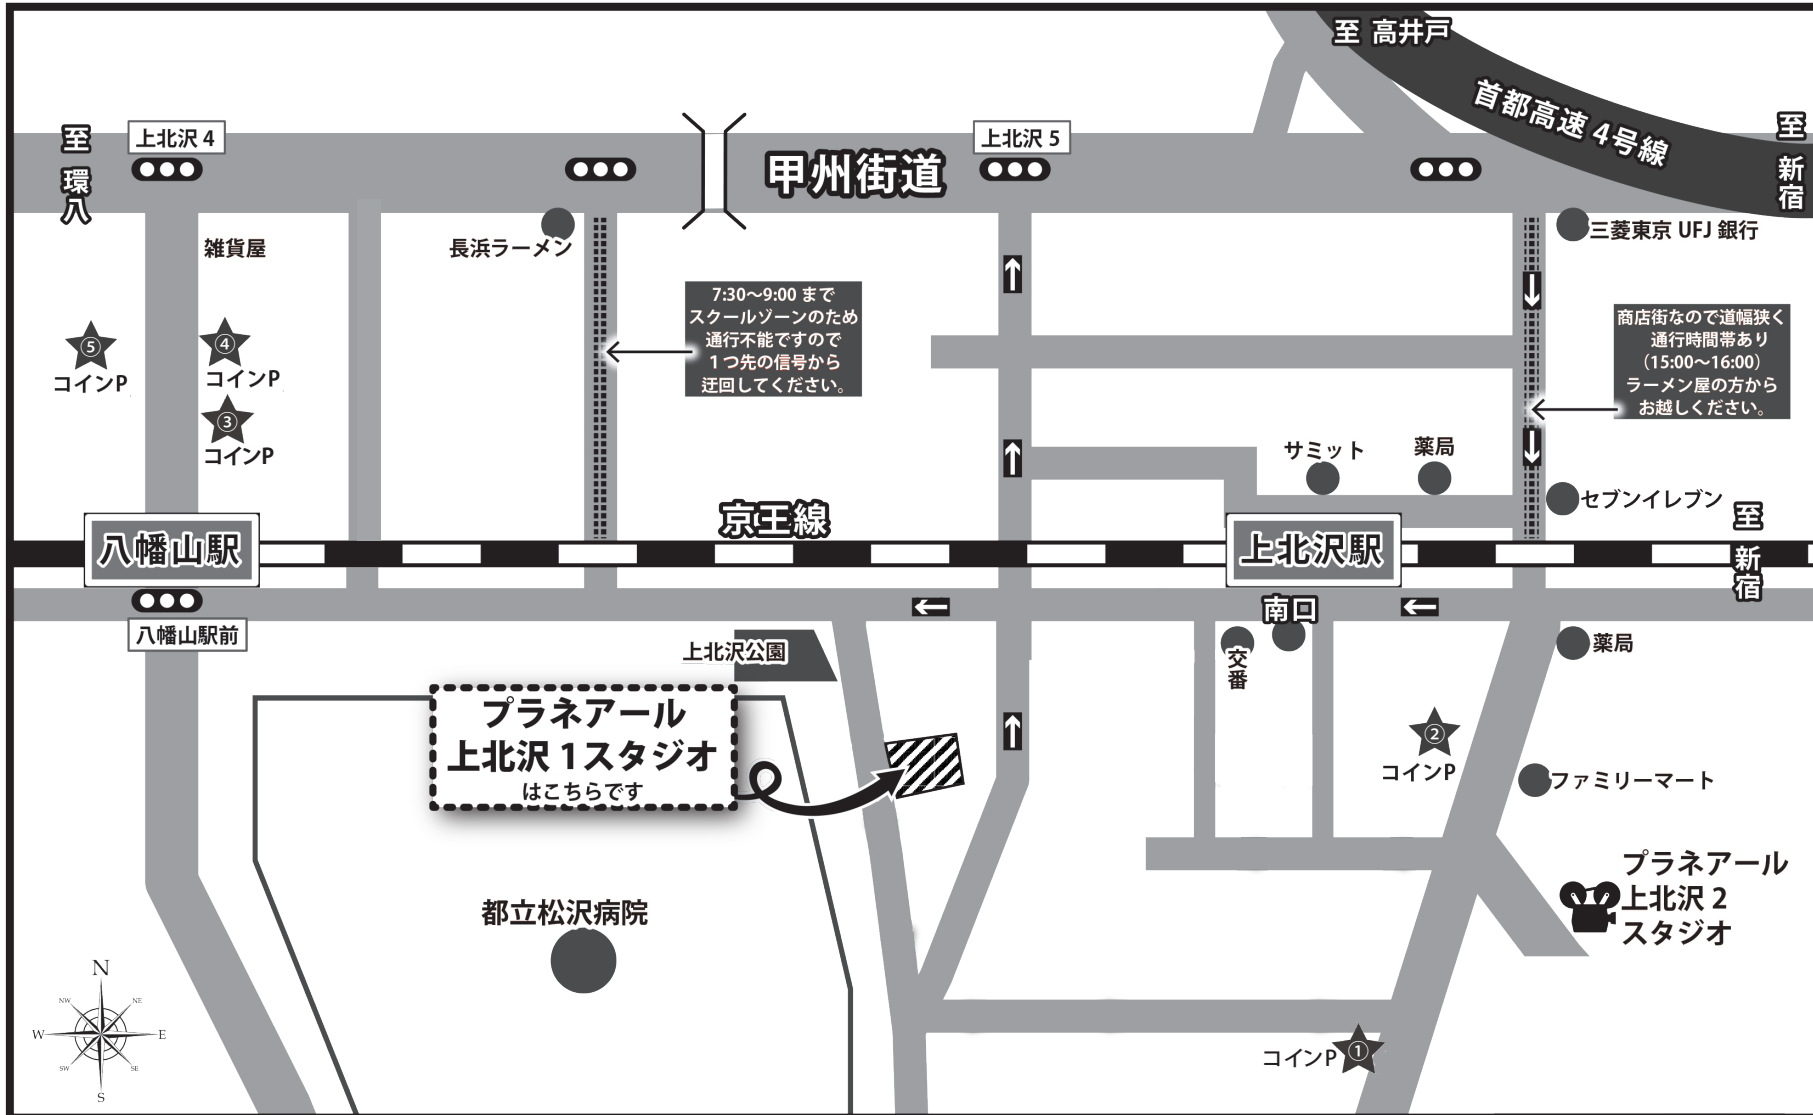 至 高井戸
首都高速 4号線
至 新宿
至 環八
上北沢 4
甲州街道
上北沢 5
雑貨屋
長浜ラーメン
三菱東京 UFJ 銀行
7:30〜9:00 まで
スクールゾーンのため
通行不能ですので
１つ先の信号から
迂回してください。
商店街なので道幅狭く
通行時間帯あり
（15:00〜16:00）
ラーメン屋の方から
お越しください。
⑤
コインP
④
コインP
③
コインP
サミット
薬局
セブンイレブン
京王線
至 新宿
八幡山駅
上北沢駅
南口
八幡山駅前
上北沢公園
交番
薬局
プラネアール
上北沢 1スタジオ
はこちらです
②
コインP
ファミリーマート
プラネアール
上北沢 2
スタジオ
都立松沢病院
①
コインP
N
NW
NE
W
E
SW
SE
S